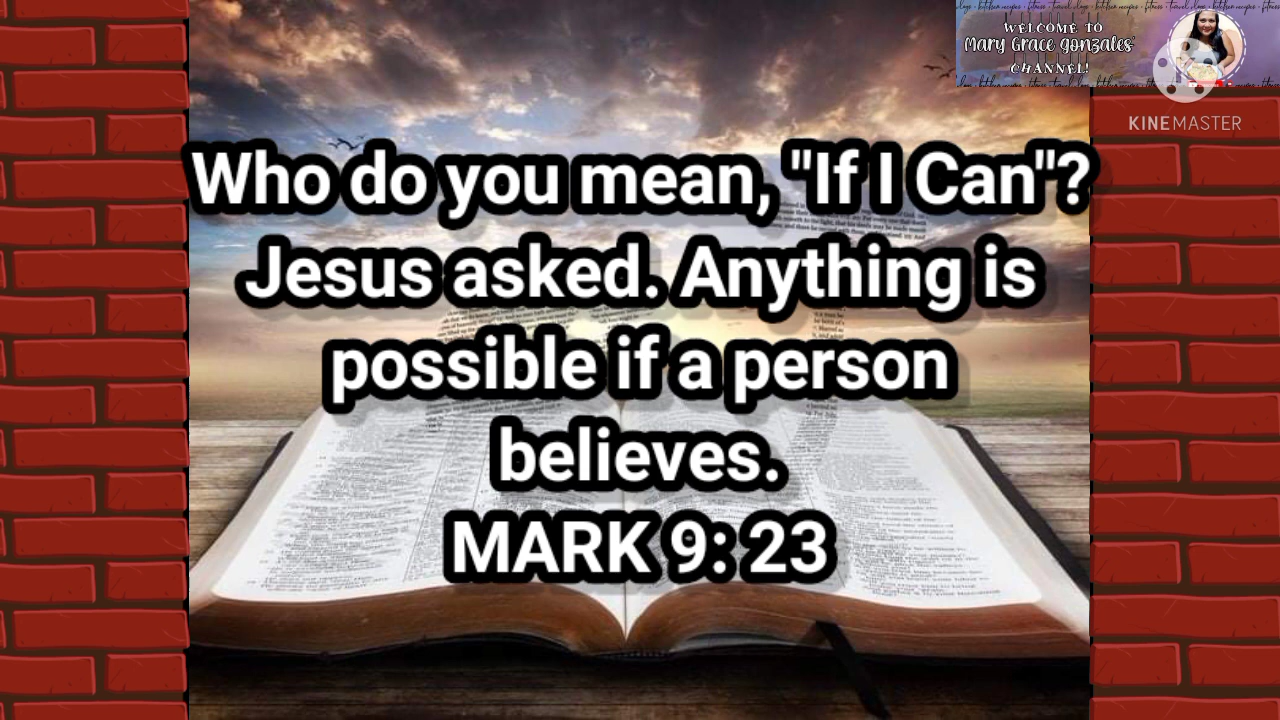 WELCOME TO
Mary Grace gonzales'
CHANNEL!
KINEMASTER
Who do you mean, "If I Can"?
Jesus asked. Anything is
possible if a person
believes.
MARK 9: 23